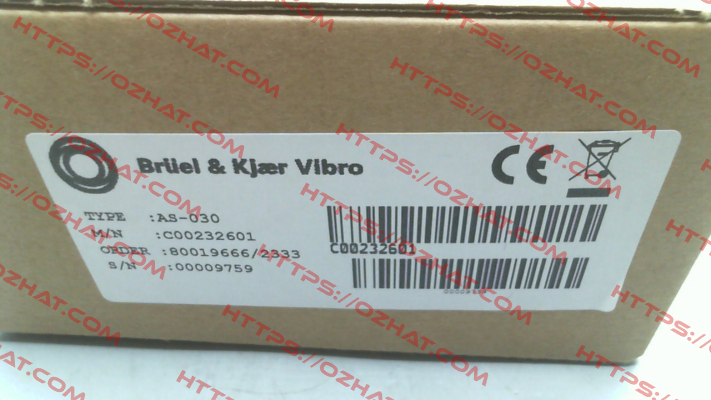 Brüel & Kjær Vibro
CE
TYPE :AS-030
M/N :C00232601
ORDER :80019666/2333
S/N :00009759
C00232601
HTTPS://OZHAT.COM